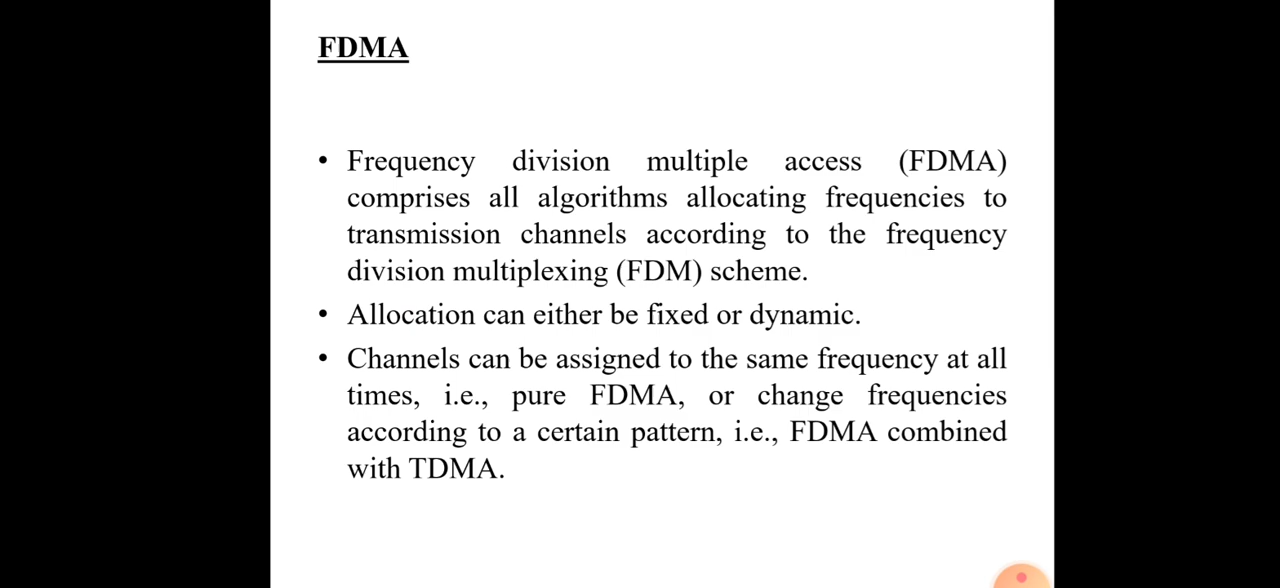 FDMA
• Frequency division multiple access (FDMA)
comprises all algorithms allocating frequencies to
transmission channels according to the frequency
division multiplexing (FDM) scheme.
• Allocation can either be fixed or dynamic.
• Channels can be assigned to the same frequency at all
times, i.e., pure FDMA, or change frequencies
according to a certain pattern, i.e., FDMA combined
with TDMA.